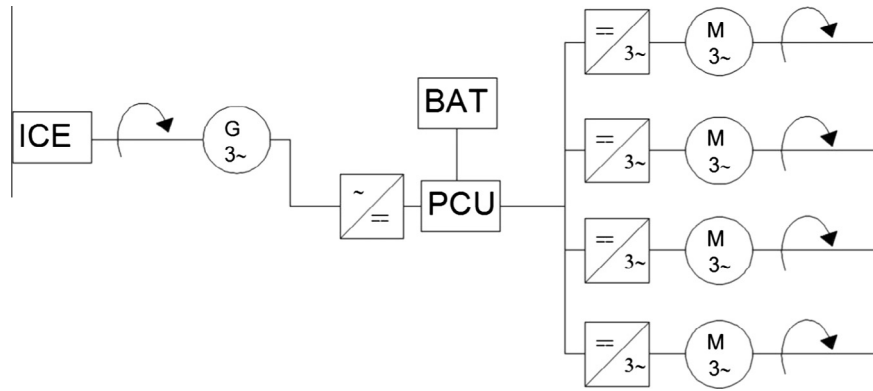 ICE
G
3~
~
==
BAT
PCU
==
3~
M
3~
==
3~
M
3~
==
3~
M
3~
==
3~
M
3~